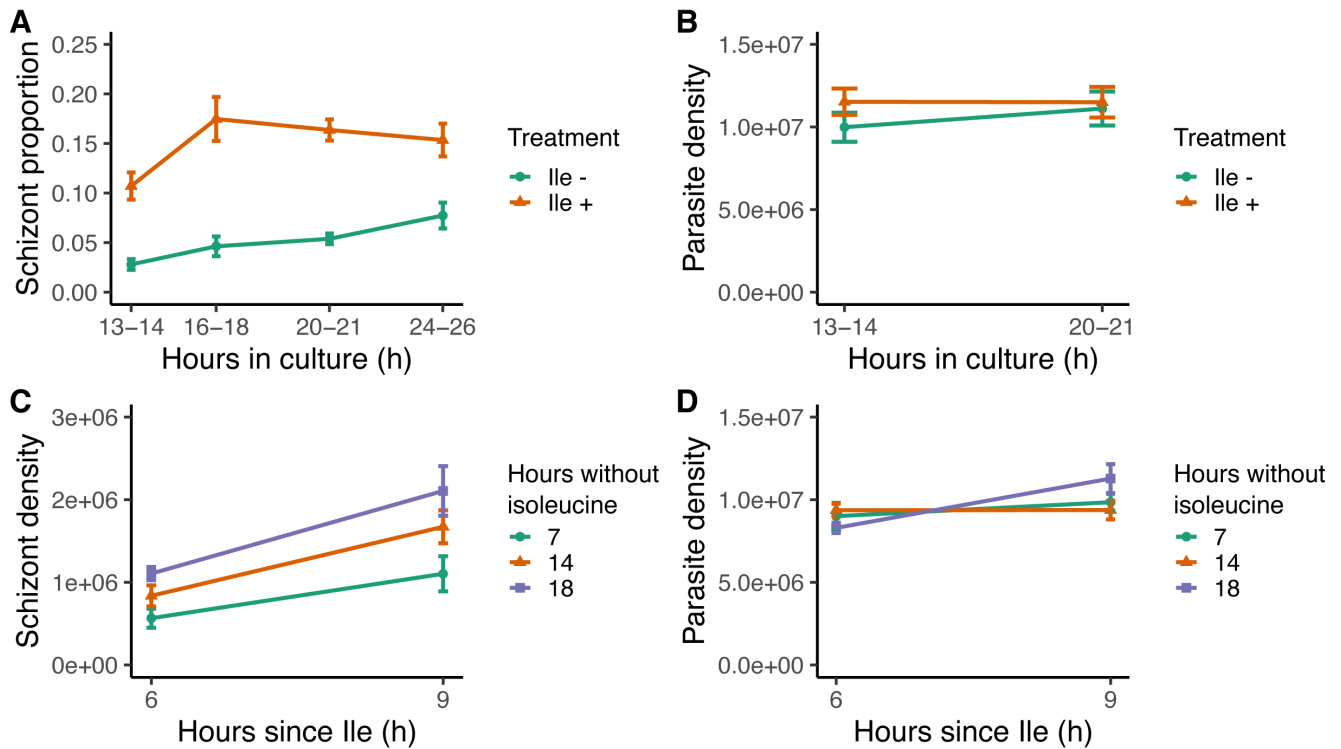 A
Schizont proportion
0.25
0.20
0.15
0.10
0.05
0.00
13–14 16–18 20–21 24–26
Hours in culture (h)
Treatment
Ile -
Ile +
B
Parasite density
1.5e+07
1.0e+07
5.0e+06
0.0e+00
13–14 20–21
Hours in culture (h)
Treatment
Ile -
Ile +
C
Schizont density
3e+06
2e+06
1e+06
0e+00
6 9
Hours since Ile (h)
Hours without
isoleucine
7
14
18
D
Parasite density
1.5e+07
1.0e+07
5.0e+06
0.0e+00
6 9
Hours since Ile (h)
Hours without
isoleucine
7
14
18